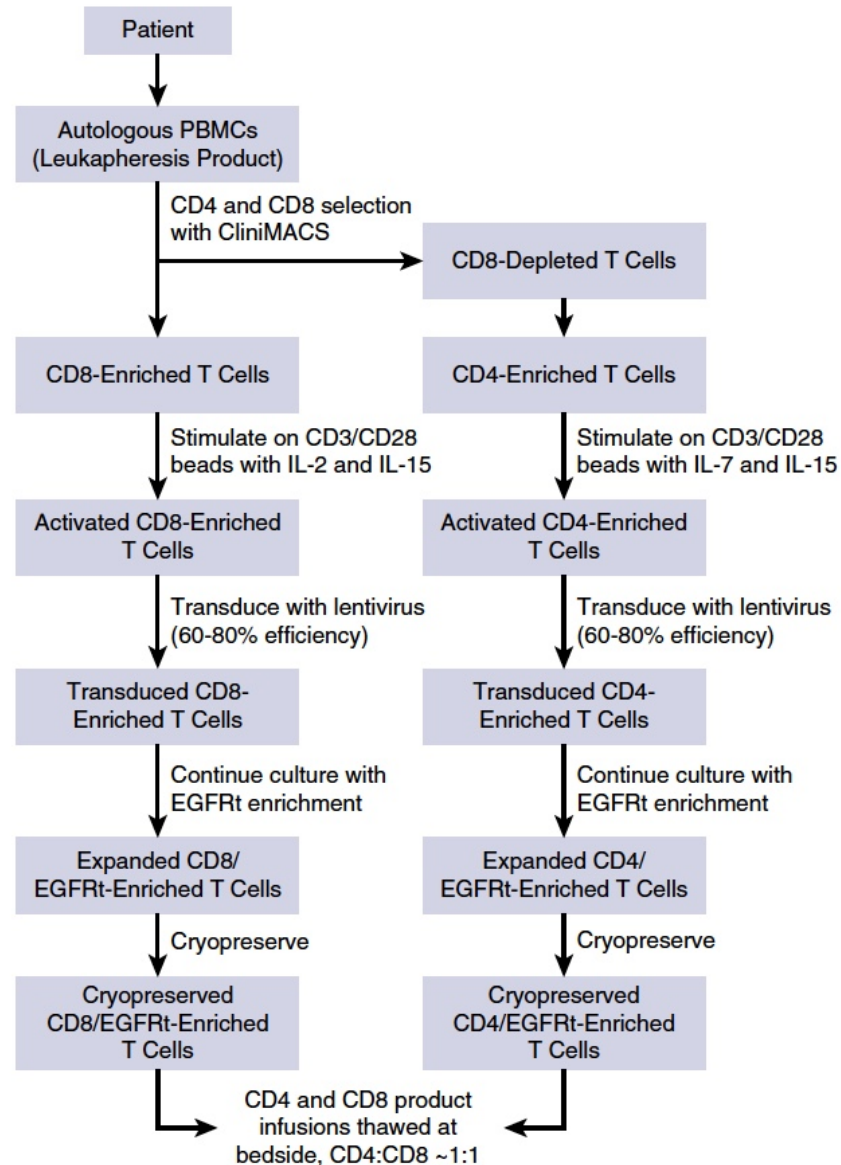 Patient
Autologous PBMCs
(Leukapheresis Product)
CD4 and CD8 selection
with CliniMACS
CD8-Depleted T Cells
CD8-Enriched T Cells
CD4-Enriched T Cells
Stimulate on CD3/CD28
beads with IL-2 and IL-15
Stimulate on CD3/CD28
beads with IL-7 and IL-15
Activated CD8-Enriched
T Cells
Activated CD4-Enriched
T Cells
Transduce with lentivirus
(60-80% efficiency)
Transduce with lentivirus
(60-80% efficiency)
Transduced CD8-
Enriched T Cells
Transduced CD4-
Enriched T Cells
Continue culture with
EGFRt enrichment
Continue culture with
EGFRt enrichment
Expanded CD8/
EGFRt-Enriched T Cells
Expanded CD4/
EGFRt-Enriched T Cells
Cryopreserve
Cryopreserve
Cryopreserved
CD8/EGFRt-Enriched
T Cells
Cryopreserved
CD4/EGFRt-Enriched
T Cells
CD4 and CD8 product
infusions thawed at
bedside, CD4:CD8 ~1:1